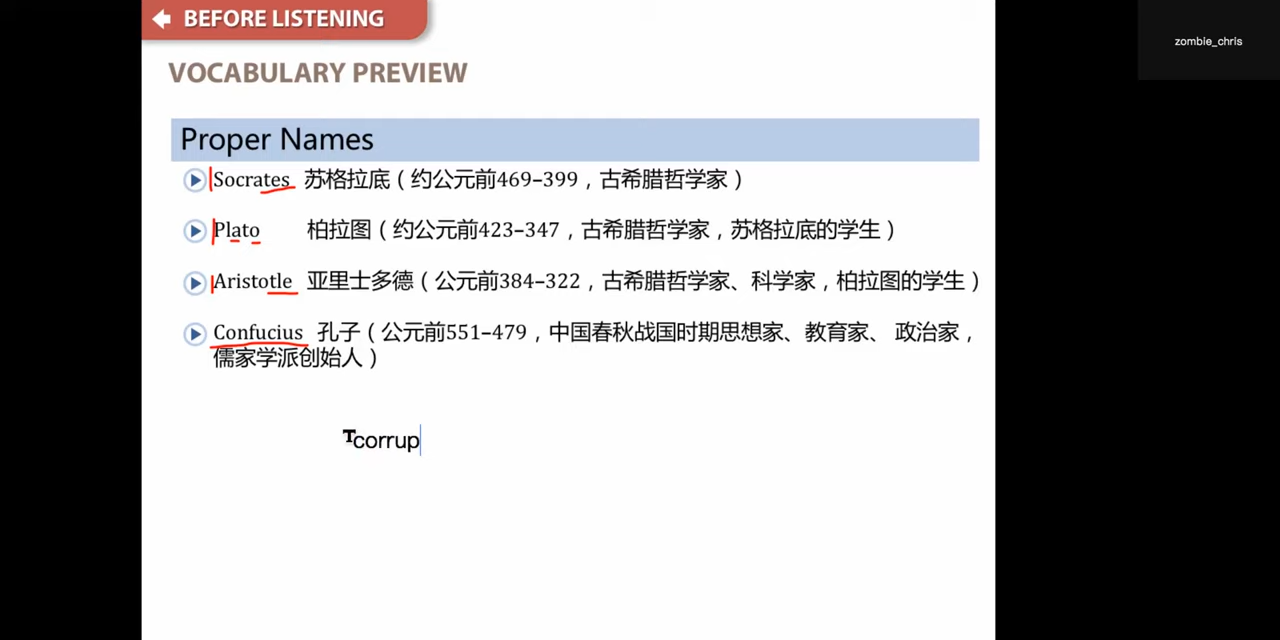 BEFORE LISTENING
zombie_chris
VOCABULARY PREVIEW
Proper Names
Socrates 苏格拉底（约公元前469–399，古希腊哲学家）
Plato 柏拉图（约公元前423–347，古希腊哲学家，苏格拉底的学生）
Aristotle 亚里士多德（公元前384–322，古希腊哲学家、科学家，柏拉图的学生）
Confucius 孔子（公元前551–479，中国春秋战国时期思想家、教育家、 政治家，
儒家学派创始人）
corrup